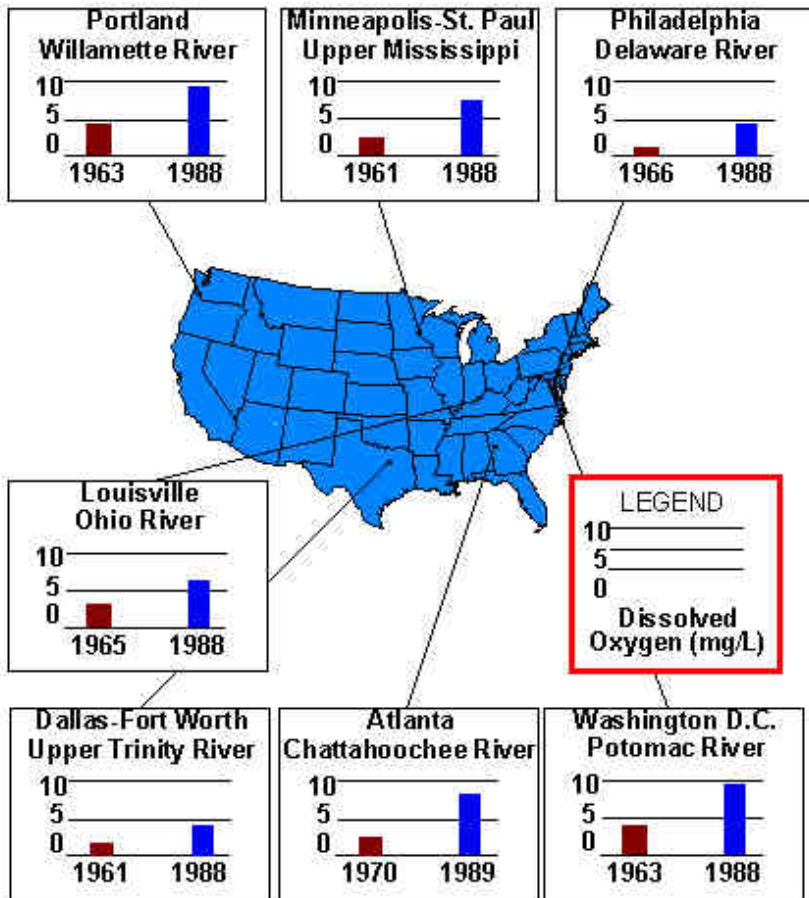 Portland
Willamette River
10
5
0
1963 1988
Minneapolis-St. Paul
Upper Mississippi
10
5
0
1961 1988
Philadelphia
Delaware River
10
5
0
1966 1988
Louisville
Ohio River
10
5
0
1965 1988
LEGEND
10
5
0
Dissolved
Oxygen (mg/L)
Dallas-Fort Worth
Upper Trinity River
10
5
0
1961 1988
Atlanta
Chattahoochee River
10
5
0
1970 1989
Washington D.C.
Potomac River
10
5
0
1963 1988